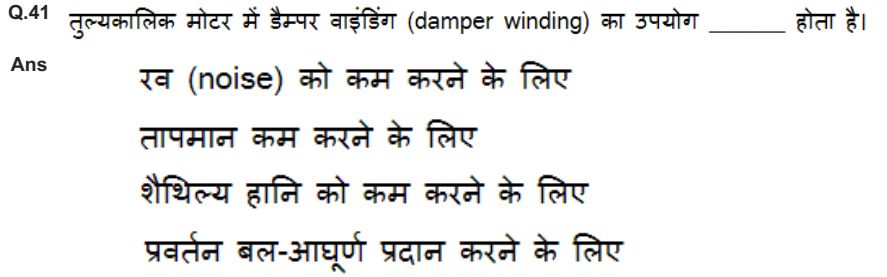 Q.41 तुल्यकालिक मोटर में डैम्पर वाइंडिंग (damper winding) का उपयोग ______ होता है।
Ans
रव (noise) को कम करने के लिए
तापमान कम करने के लिए
शैथिल्य हानि को कम करने के लिए
प्रवर्तन बल-आघूर्ण प्रदान करने के लिए